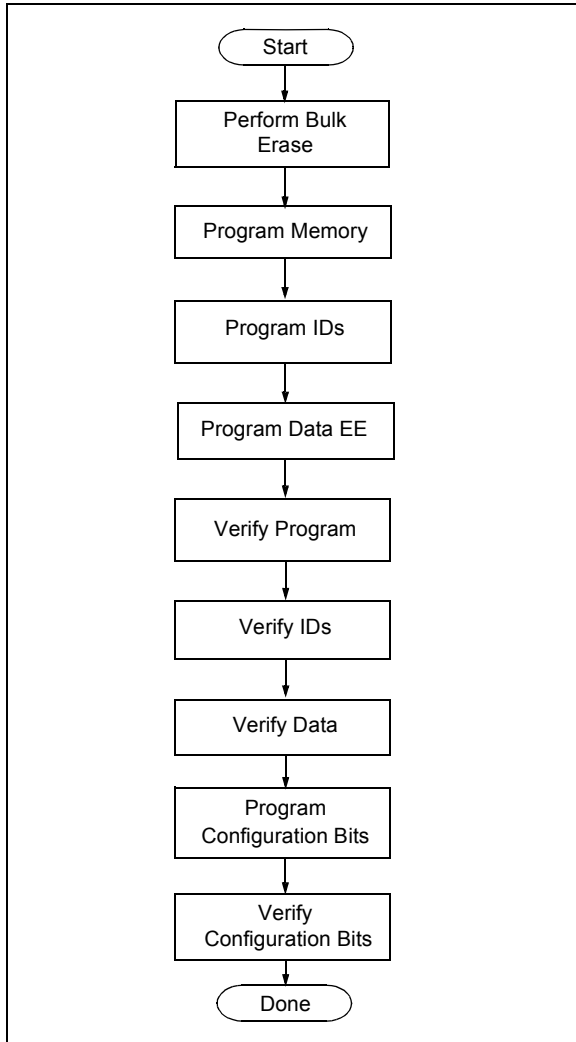 Start
Perform Bulk
Erase
Program Memory
Program IDs
Program Data EE
Verify Program
Verify IDs
Verify Data
Program
Configuration Bits
Verify
Configuration Bits
Done